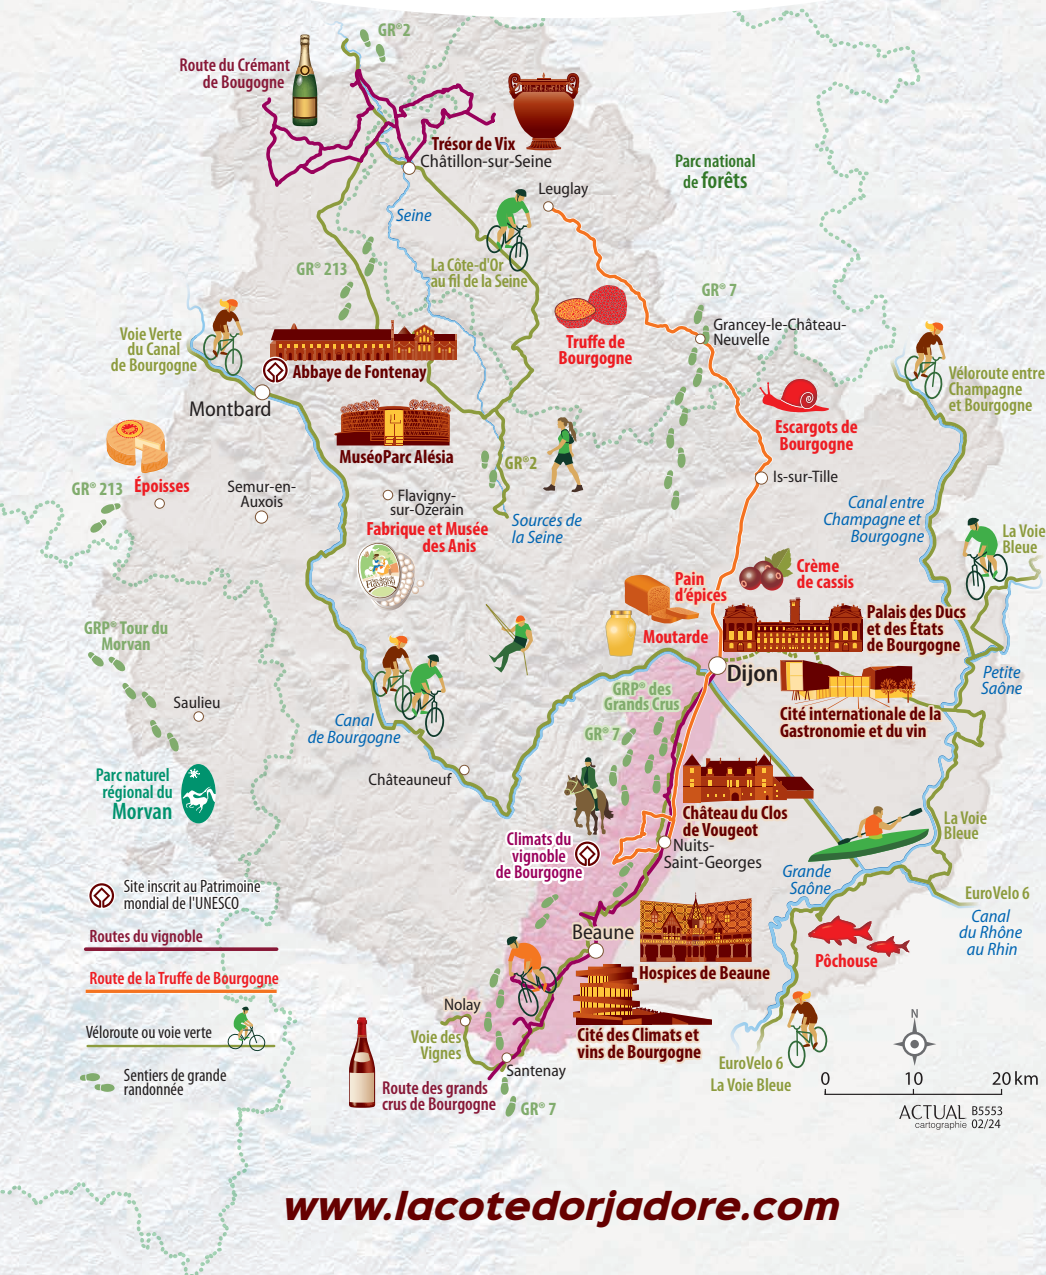 GR®2
Route du Crémant
de Bougogne
Trésor de Vix
Châtillon-sur-Seine
Parc national
de forêts
Leuglay
Seine
La Côte-d'Or
au fil de la Seine
GR® 213
GR® 7
Grancey-le-Château-
Neuvelle
Truffe de
Bourgogne
Voie Verte
du Canal
de Bourgogne
Abbaye de Fontenay
Montbard
Véloroute entre
Champagne
et Bourgogne
Escargots de
Bourgogne
MuséoParc Alésia
GR®2
Époisses
GR® 213
Semur-en-
Auxois
Flavigny-
sur-Ozerain
Is-sur-Tille
Fabrique et Musée
des Anis
Sources de
la Seine
Canal entre
Champagne et
Bourgogne
La Voie
Bleue
Flavigny
Pain
d'épices
Crème
de cassis
Moutarde
Palais des Ducs
et des États
de Bourgogne
GRP® Tour du
Morvan
Dijon
Petite
Saône
GRP® des
Grands Crus
Saulieu
Cité internationale de la
Gastronomie et du vin
Canal
de Bourgogne
GR® 7
Châteauneuf
Parc naturel
régional du
Morvan
Château du Clos
de Vougeot
La Voie
Bleue
Climats du
vignoble
de Bourgogne
Nuits-
Saint-Georges
Grande
Saône
EuroVelo 6
Canal
du Rhône
au Rhin
Site inscrit au Patrimoine
mondial de l'UNESCO
Routes du vignoble
Route de la Truffe de Bourgogne
Véloroute ou voie verte
Sentiers de grande
randonnée
Beaune
Hospices de Beaune
Pôchouse
Nolay
Voie des
Vignes
Cité des Climats et
vins de Bourgogne
Santenay
Route des grands
crus de Bourgogne
GR® 7
EuroVelo 6
La Voie Bleue
N
0 10 20 km
ACTUAL B5553
cartographie 02/24
www.lacotedorjadore.com